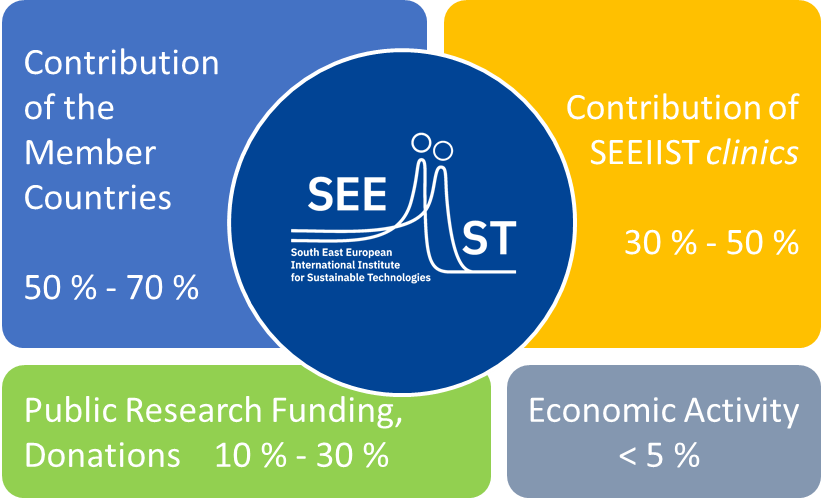 Contribution
of the
Member
Countries
50 % - 70 %
Contribution of
SEEIIST clinics
30 % - 50 %
SEE
ST
South East European
International Institute
for Sustainable Technologies
Public Research Funding,
Donations 10 % - 30 %
Economic Activity
< 5 %